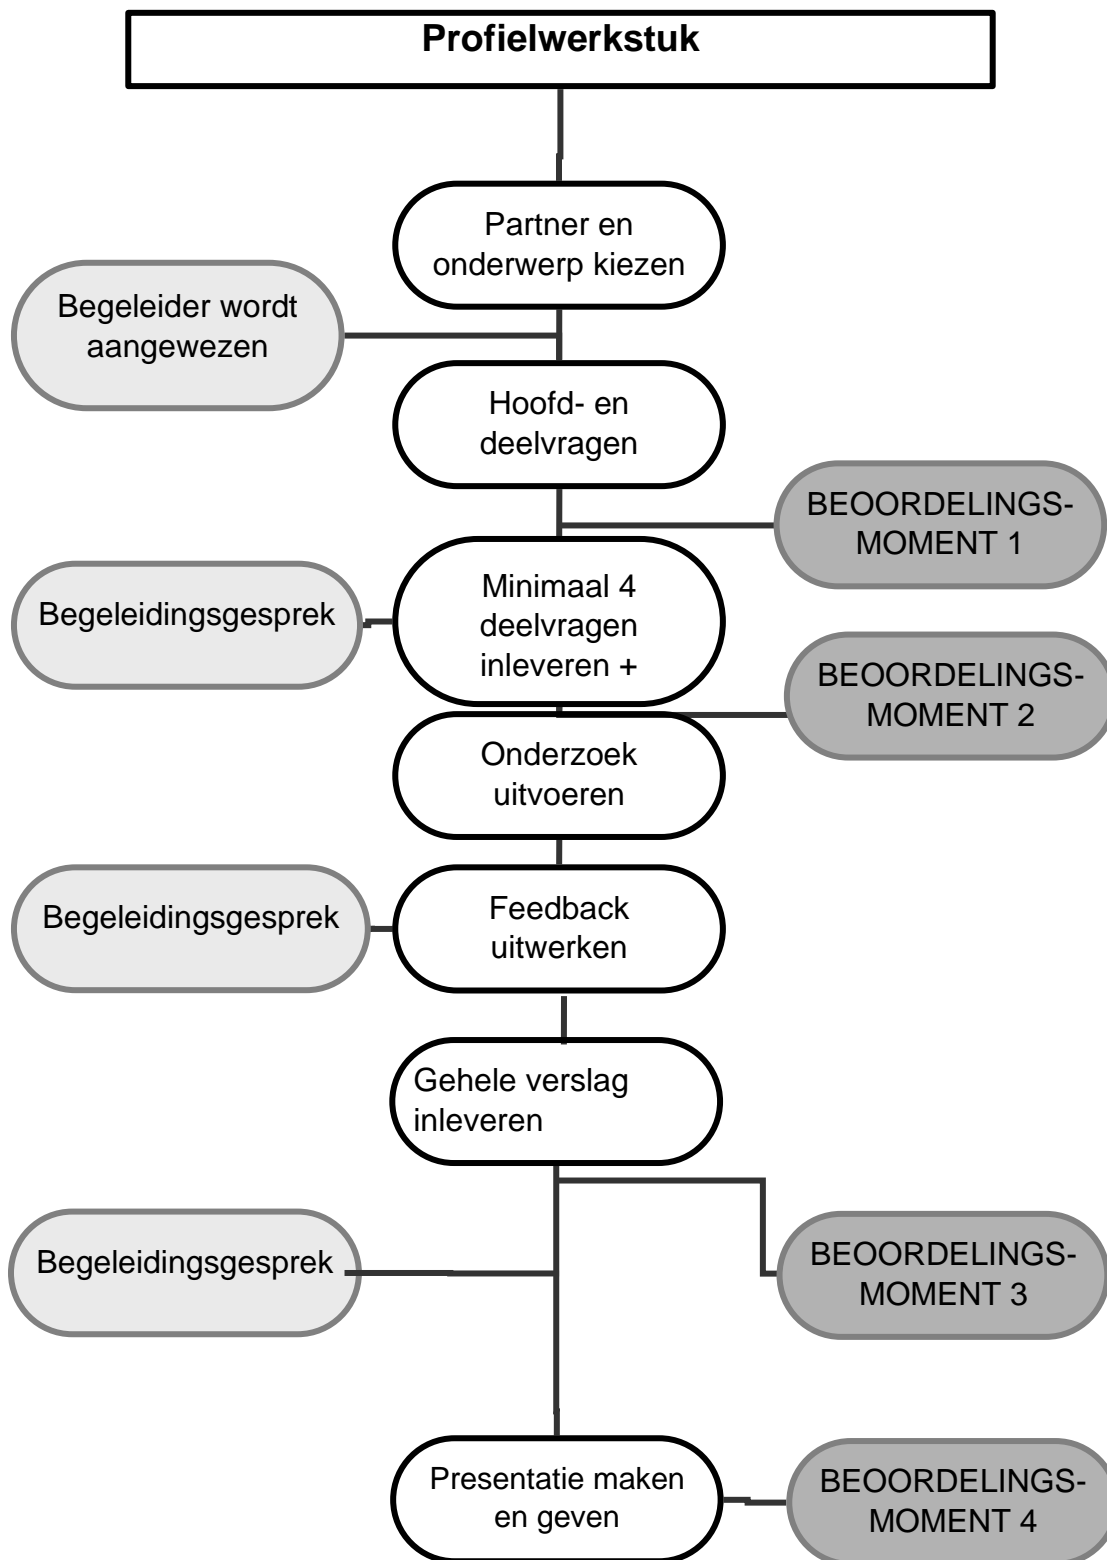 Profielwerkstuk
Partner en
onderwerp kiezen
Begeleider wordt
aangewezen
Hoofd- en
deelvragen
BEOORDELINGS-
MOMENT 1
Minimaal 4
deelvragen
inleveren +
Begeleidingsgesprek
BEOORDELINGS-
MOMENT 2
Onderzoek
uitvoeren
Begeleidingsgesprek
Feedback
uitwerken
Gehele verslag
inleveren
Begeleidingsgesprek
BEOORDELINGS-
MOMENT 3
Presentatie maken
en geven
BEOORDELINGS-
MOMENT 4